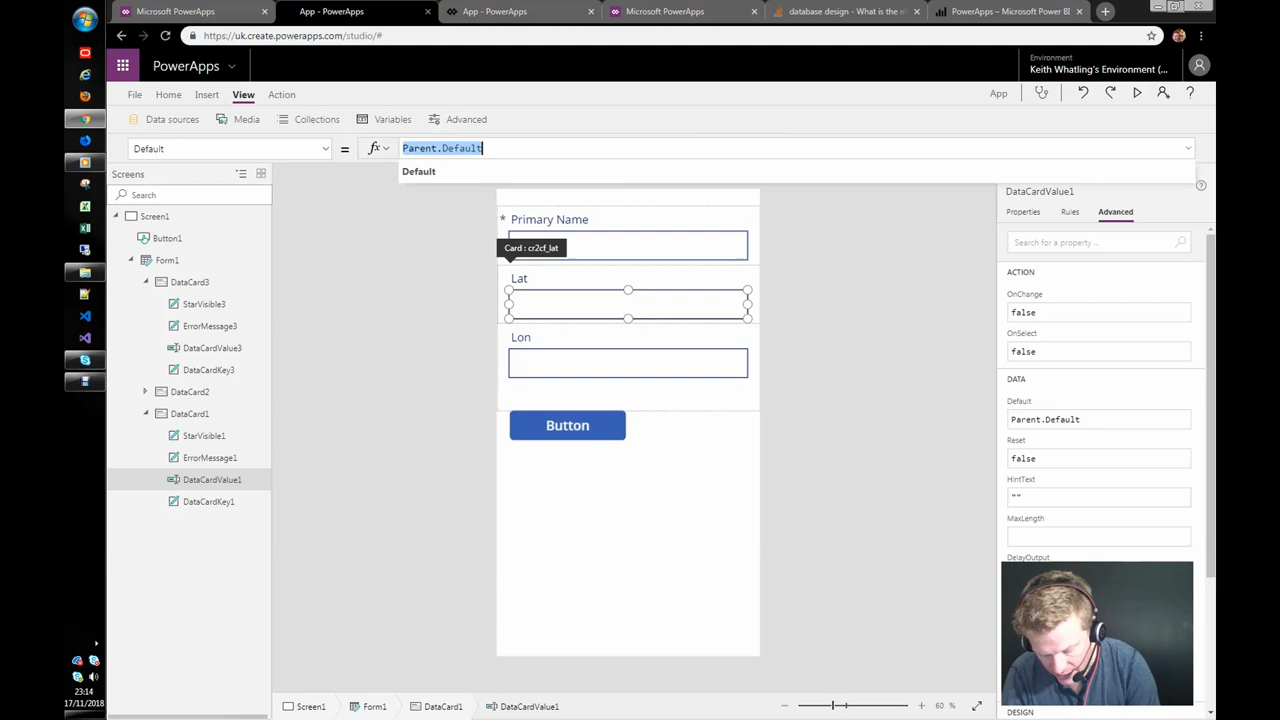 Microsoft PowerApps
App - PowerApps
App - PowerApps
Microsoft PowerApps
database design - What is the m
PowerApps – Microsoft Power BI
https://uk.create.powerapps.com/studio/#
PowerApps
Environment
Keith Whatling's Environment (...
File
Home
Insert
View
Action
App
Data sources
Media
Collections
Variables
Advanced
Default
=
fx
Parent.Default
Default
Screens
Search
Screen1
Button1
Form1
DataCard3
StarVisible3
ErrorMessage3
DataCardValue3
DataCardKey3
DataCard2
DataCard1
StarVisible1
ErrorMessage1
DataCardValue1
DataCardKey1
* Primary Name
Card : cr2cf_lat
Lat
Lon
Button
DataCardValue1
Properties
Rules
Advanced
Search for a property ...
ACTION
OnChange
false
OnSelect
false
DATA
Default
Parent.Default
Reset
false
HintText
""
MaxLength
DelayOutput
DESIGN
Screen1
Form1
DataCard1
DataCardValue1
60 %
23:14
17/11/2018